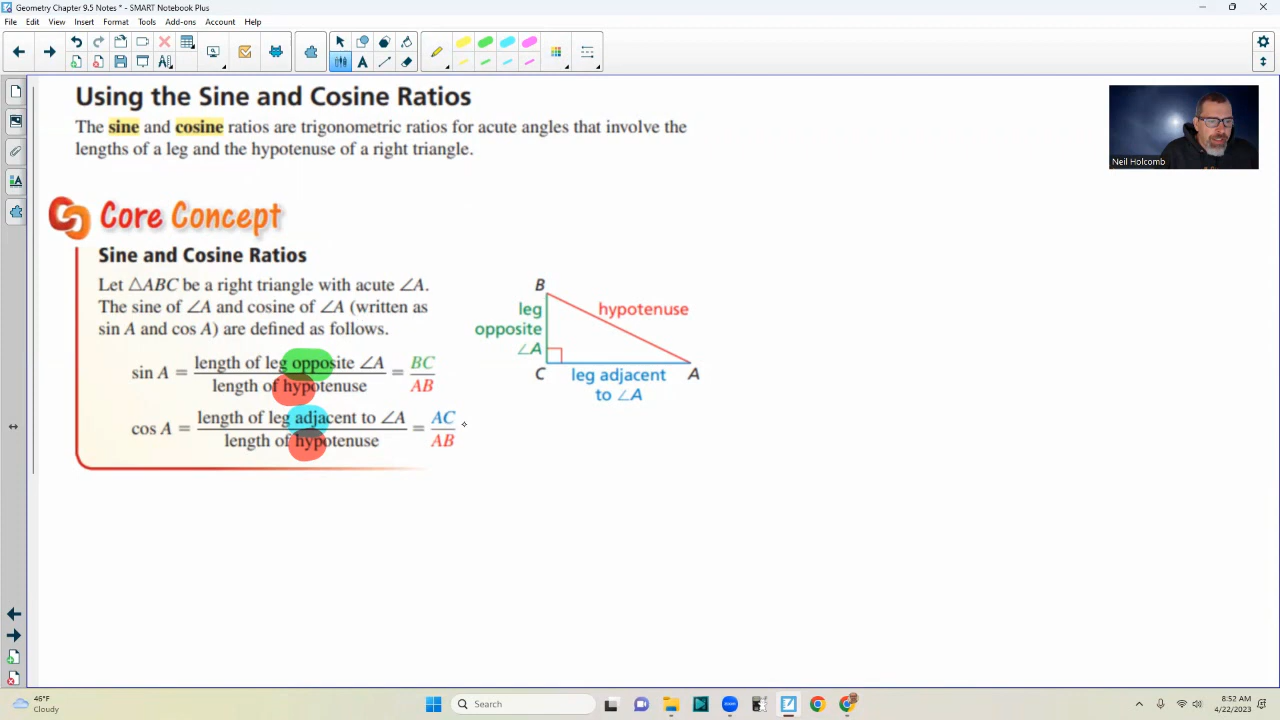 Geometry Chapter 9.5 Notes * - SMART Notebook Plus
File Edit View Insert Format Tools Add-ons Account Help
Using the Sine and Cosine Ratios
The sine and cosine ratios are trigonometric ratios for acute angles that involve the
lengths of a leg and the hypotenuse of a right triangle.
Neil Holcomb
Core Concept
Sine and Cosine Ratios
Let △ABC be a right triangle with acute ∠A.
The sine of ∠A and cosine of ∠A (written as
sin A and cos A) are defined as follows.
sin A = length of leg opposite ∠A / length of hypotenuse = BC / AB
cos A = length of leg adjacent to ∠A / length of hypotenuse = AC / AB
B
leg
opposite
∠A
hypotenuse
C
A
leg adjacent
to ∠A
46°F
Cloudy
Search
8:52 AM
4/22/2023